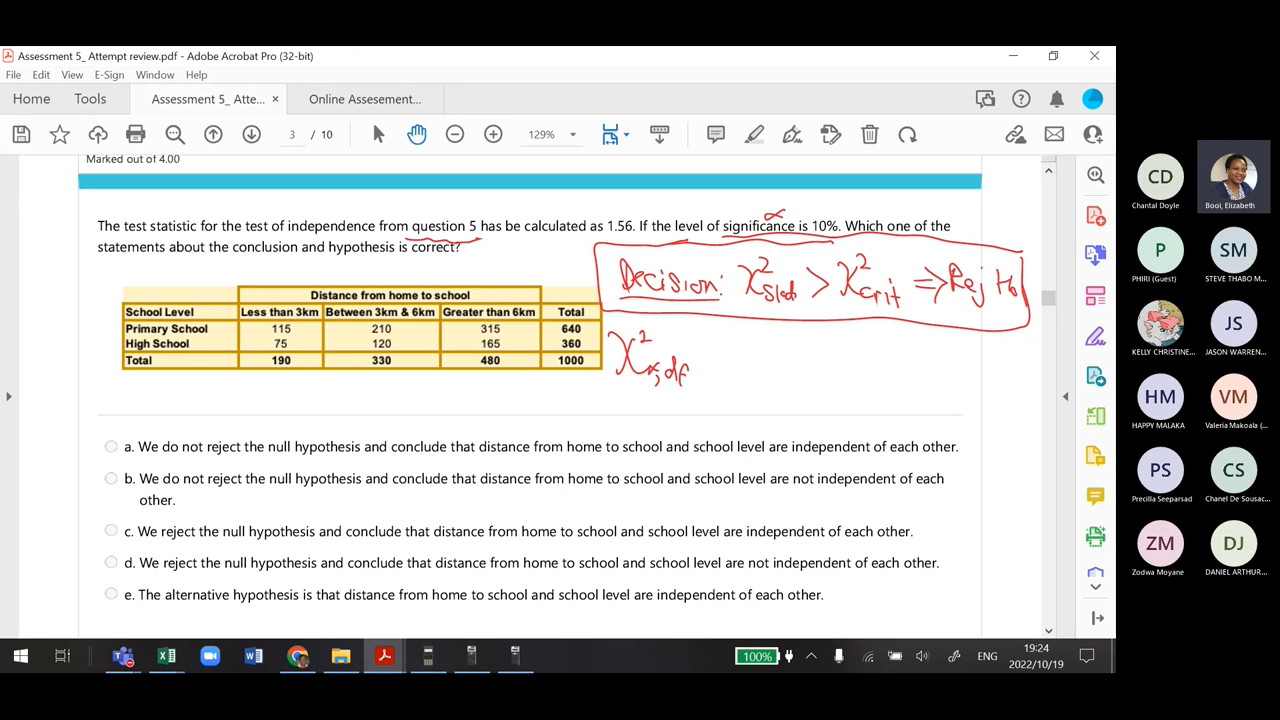 Assessment 5_ Attempt review.pdf - Adobe Acrobat Pro (32-bit)
File Edit View E-Sign Window Help
Home Tools Assessment 5_ Atte... × Online Assesement...
3 / 10 129%
Marked out of 4.00
The test statistic for the test of independence from question 5 has been calculated as 1.56. If the level of significance is 10%. Which one of the
statements about the conclusion and hypothesis is correct?
α
Decision: χ²stat > χ²crit ⇒ Rej H₀
χ²α;df
Distance from home to school
School Level Less than 3km Between 3km & 6km Greater than 6km Total
Primary School 115 210 315 640
High School 75 120 165 360
Total 190 330 480 1000
a. We do not reject the null hypothesis and conclude that distance from home to school and school level are independent of each other.
b. We do not reject the null hypothesis and conclude that distance from home to school and school level are not independent of each
other.
c. We reject the null hypothesis and conclude that distance from home to school and school level are independent of each other.
d. We reject the null hypothesis and conclude that distance from home to school and school level are not independent of each other.
e. The alternative hypothesis is that distance from home to school and school level are independent of each other.
CD
Chantal Doyle
Booi, Elizabeth
P
PHIRI (Guest)
SM
STEVE THABO M...
KELLY CHRISTINE...
JS
JASON WARREN...
HM
HAPPY MALAKA
VM
Valeria Makoala (...
PS
Precilla Seeparsad
CS
Chanel De Sousac...
ZM
Zodwa Moyane
DJ
DANIEL ARTHUR...
100%
ENG
19:24
2022/10/19